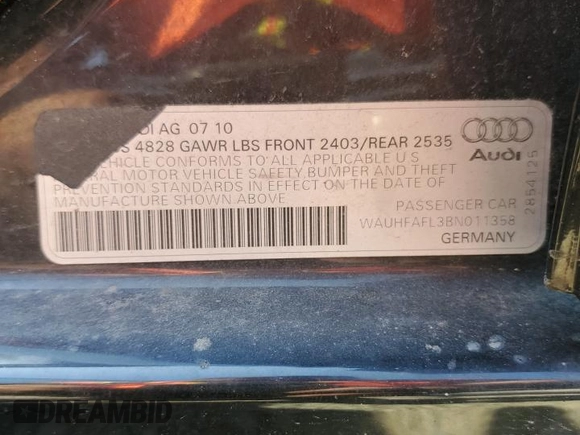 DI AG 07 10
S 4828 GAWR LBS FRONT 2403/REAR 2535
VEHICLE CONFORMS TO ALL APPLICABLE U S
ERAL MOTOR VEHICLE SAFETY, BUMPER AND THEFT
PREVENTION STANDARDS IN EFFECT ON THE DATE OF
MANUFACTURE SHOWN ABOVE
PASSENGER CAR
WAUHFAFL3BN011358
GERMANY
Audi
2854125
DREAMBID